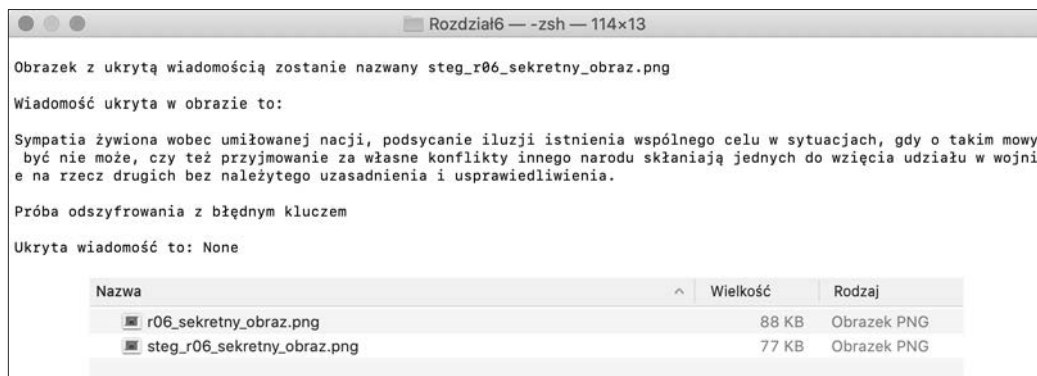 Rozdział6 — -zsh — 114×13
Obrazek z ukrytą wiadomością zostanie nazwany steg_r06_sekretny_obraz.png
Wiadomość ukryta w obrazie to:
Sympatia żywiona wobec umiłowanej nacji, podsycanie iluzji istnienia wspólnego celu w sytuacjach, gdy o takim mowy
być nie może, czy też przyjmowanie za własne konflikty innego narodu skłaniają jednych do wzięcia udziału w wojni
e na rzecz drugich bez należytego uzasadnienia i usprawiedliwienia.
Próba odszyfrowania z błędnym kluczem
Ukryta wiadomość to: None
Nazwa Wielkość Rodzaj
r06_sekretny_obraz.png 88 KB Obrazek PNG
steg_r06_sekretny_obraz.png 77 KB Obrazek PNG